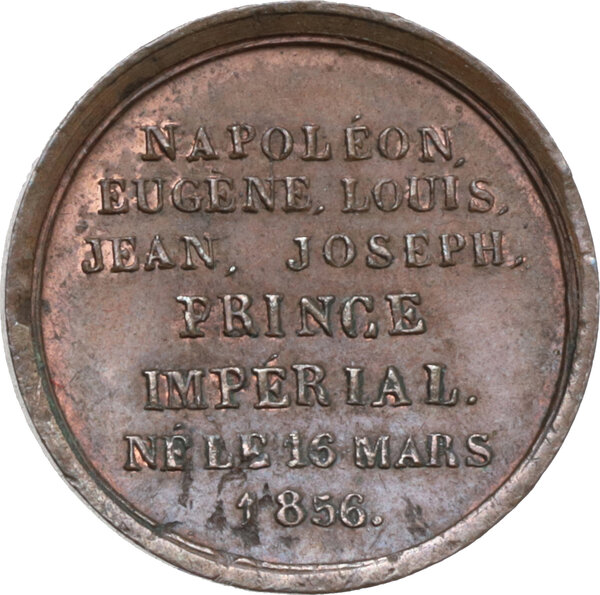 NAPOLÉON,
EUGÈNE, LOUIS,
JEAN, JOSEPH,
PRINCE
IMPÉRIAL.
NÉ LE 16 MARS
1856.